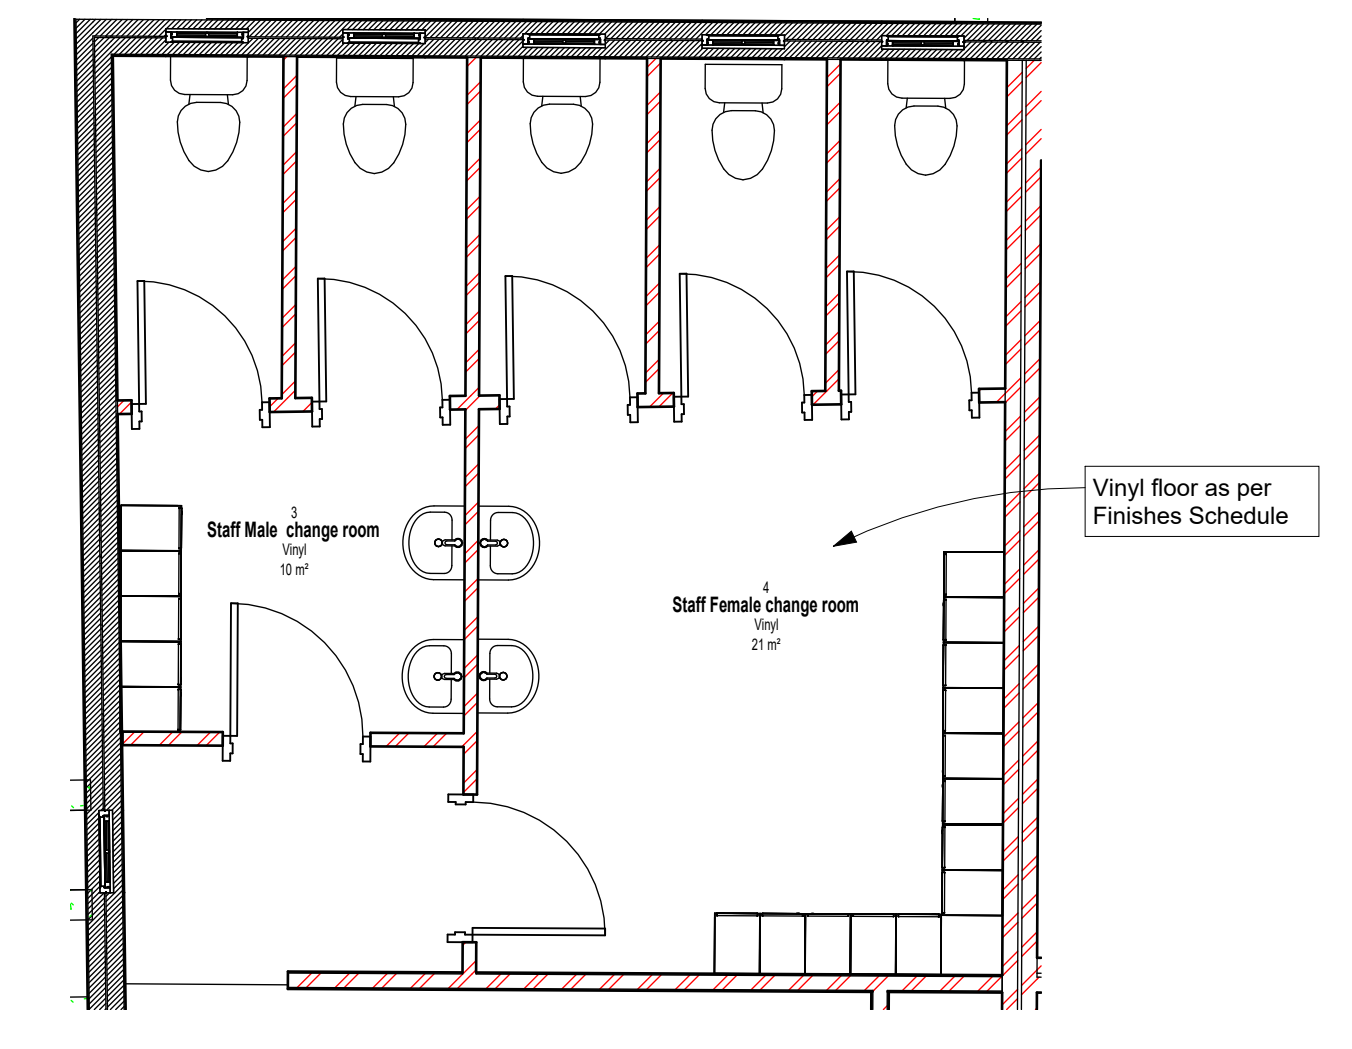 3
Staff Male  change room
Vinyl
10 m²
4
Staff Female change room
Vinyl
21 m²
Vinyl floor as per
Finishes Schedule